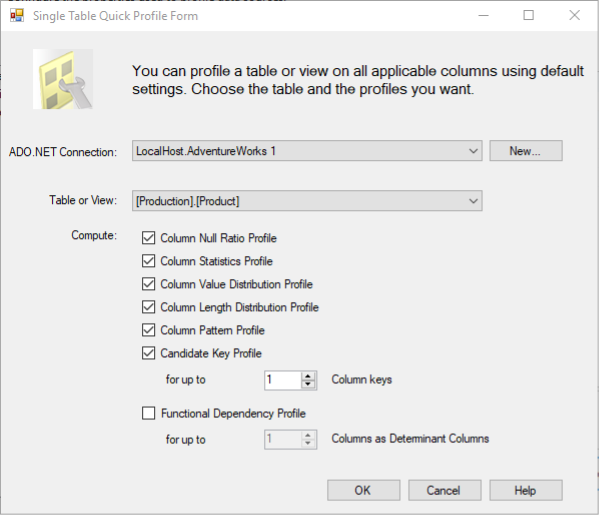 Single Table Quick Profile Form
You can profile a table or view on all applicable columns using default
settings. Choose the table and the profiles you want.
ADO.NET Connection:
LocalHost.AdventureWorks 1
New...
Table or View:
[Production].[Product]
Compute:
Column Null Ratio Profile
Column Statistics Profile
Column Value Distribution Profile
Column Length Distribution Profile
Column Pattern Profile
Candidate Key Profile
for up to
1
Column keys
Functional Dependency Profile
for up to
1
Columns as Determinant Columns
OK
Cancel
Help